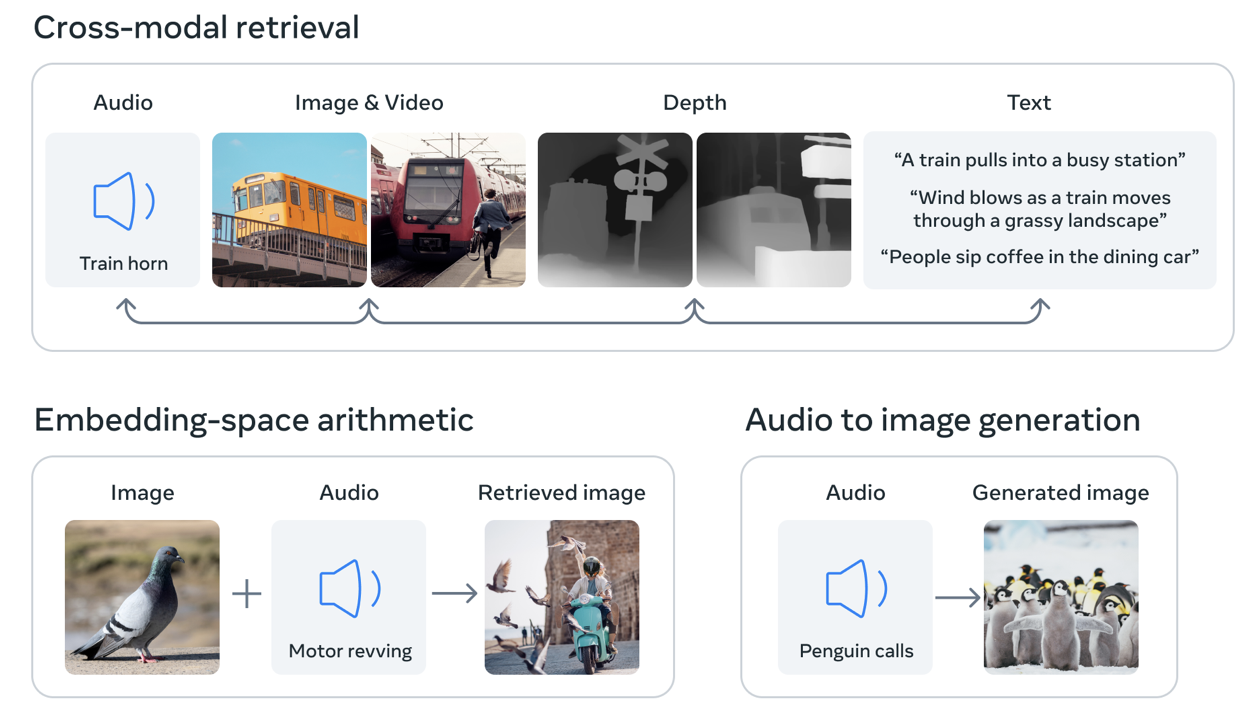 Cross-modal retrieval
Audio
Image & Video
Depth
Text
Train horn
“A train pulls into a busy station”
“Wind blows as a train moves
through a grassy landscape”
“People sip coffee in the dining car”
Embedding-space arithmetic
Image
Audio
Retrieved image
Motor revving
Audio to image generation
Audio
Generated image
Penguin calls